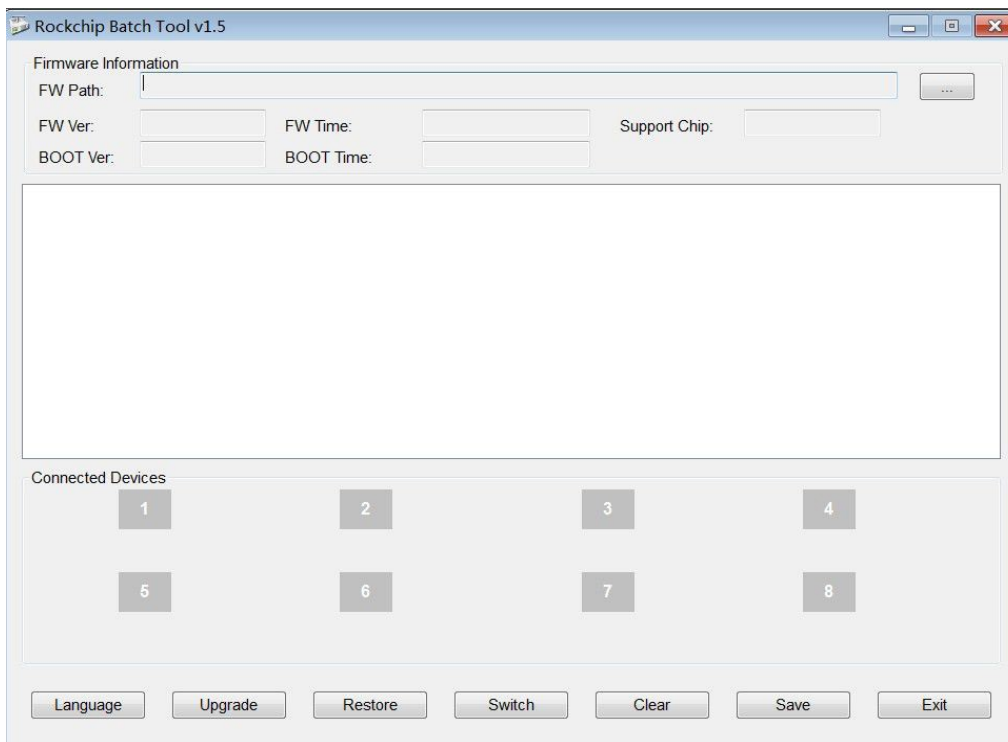 Rockchip Batch Tool v1.5
Firmware Information
FW Path: ...
FW Ver: FW Time: Support Chip:
BOOT Ver: BOOT Time:
Connected Devices
1 2 3 4
5 6 7 8
Language Upgrade Restore Switch Clear Save Exit